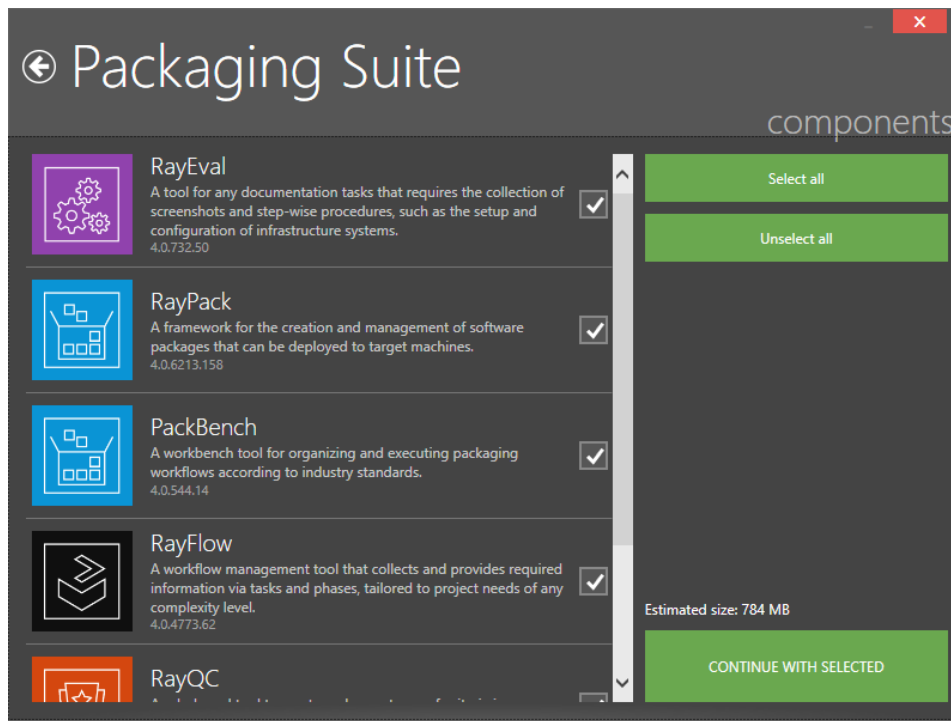 Packaging Suite
components
RayEval
A tool for any documentation tasks that requires the collection of
screenshots and step-wise procedures, such as the setup and
configuration of infrastructure systems.
4.0.732.50
RayPack
A framework for the creation and management of software
packages that can be deployed to target machines.
4.0.6213.158
PackBench
A workbench tool for organizing and executing packaging
workflows according to industry standards.
4.0.544.14
RayFlow
A workflow management tool that collects and provides required
information via tasks and phases, tailored to project needs of any
complexity level.
4.0.4773.62
RayQC
Select all
Unselect all
Estimated size: 784 MB
CONTINUE WITH SELECTED